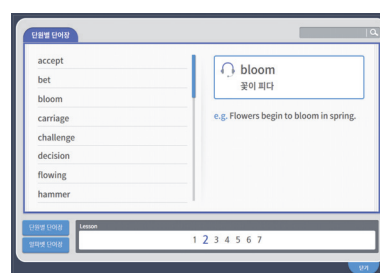 단원별 단어장
accept
bet
bloom
carriage
challenge
decision
flowing
hammer
bloom
꽃이 피다
e.g. Flowers begin to bloom in spring.
단원별 단어장
알파벳 단어장
Lesson
1 2 3 4 5 6 7
닫기